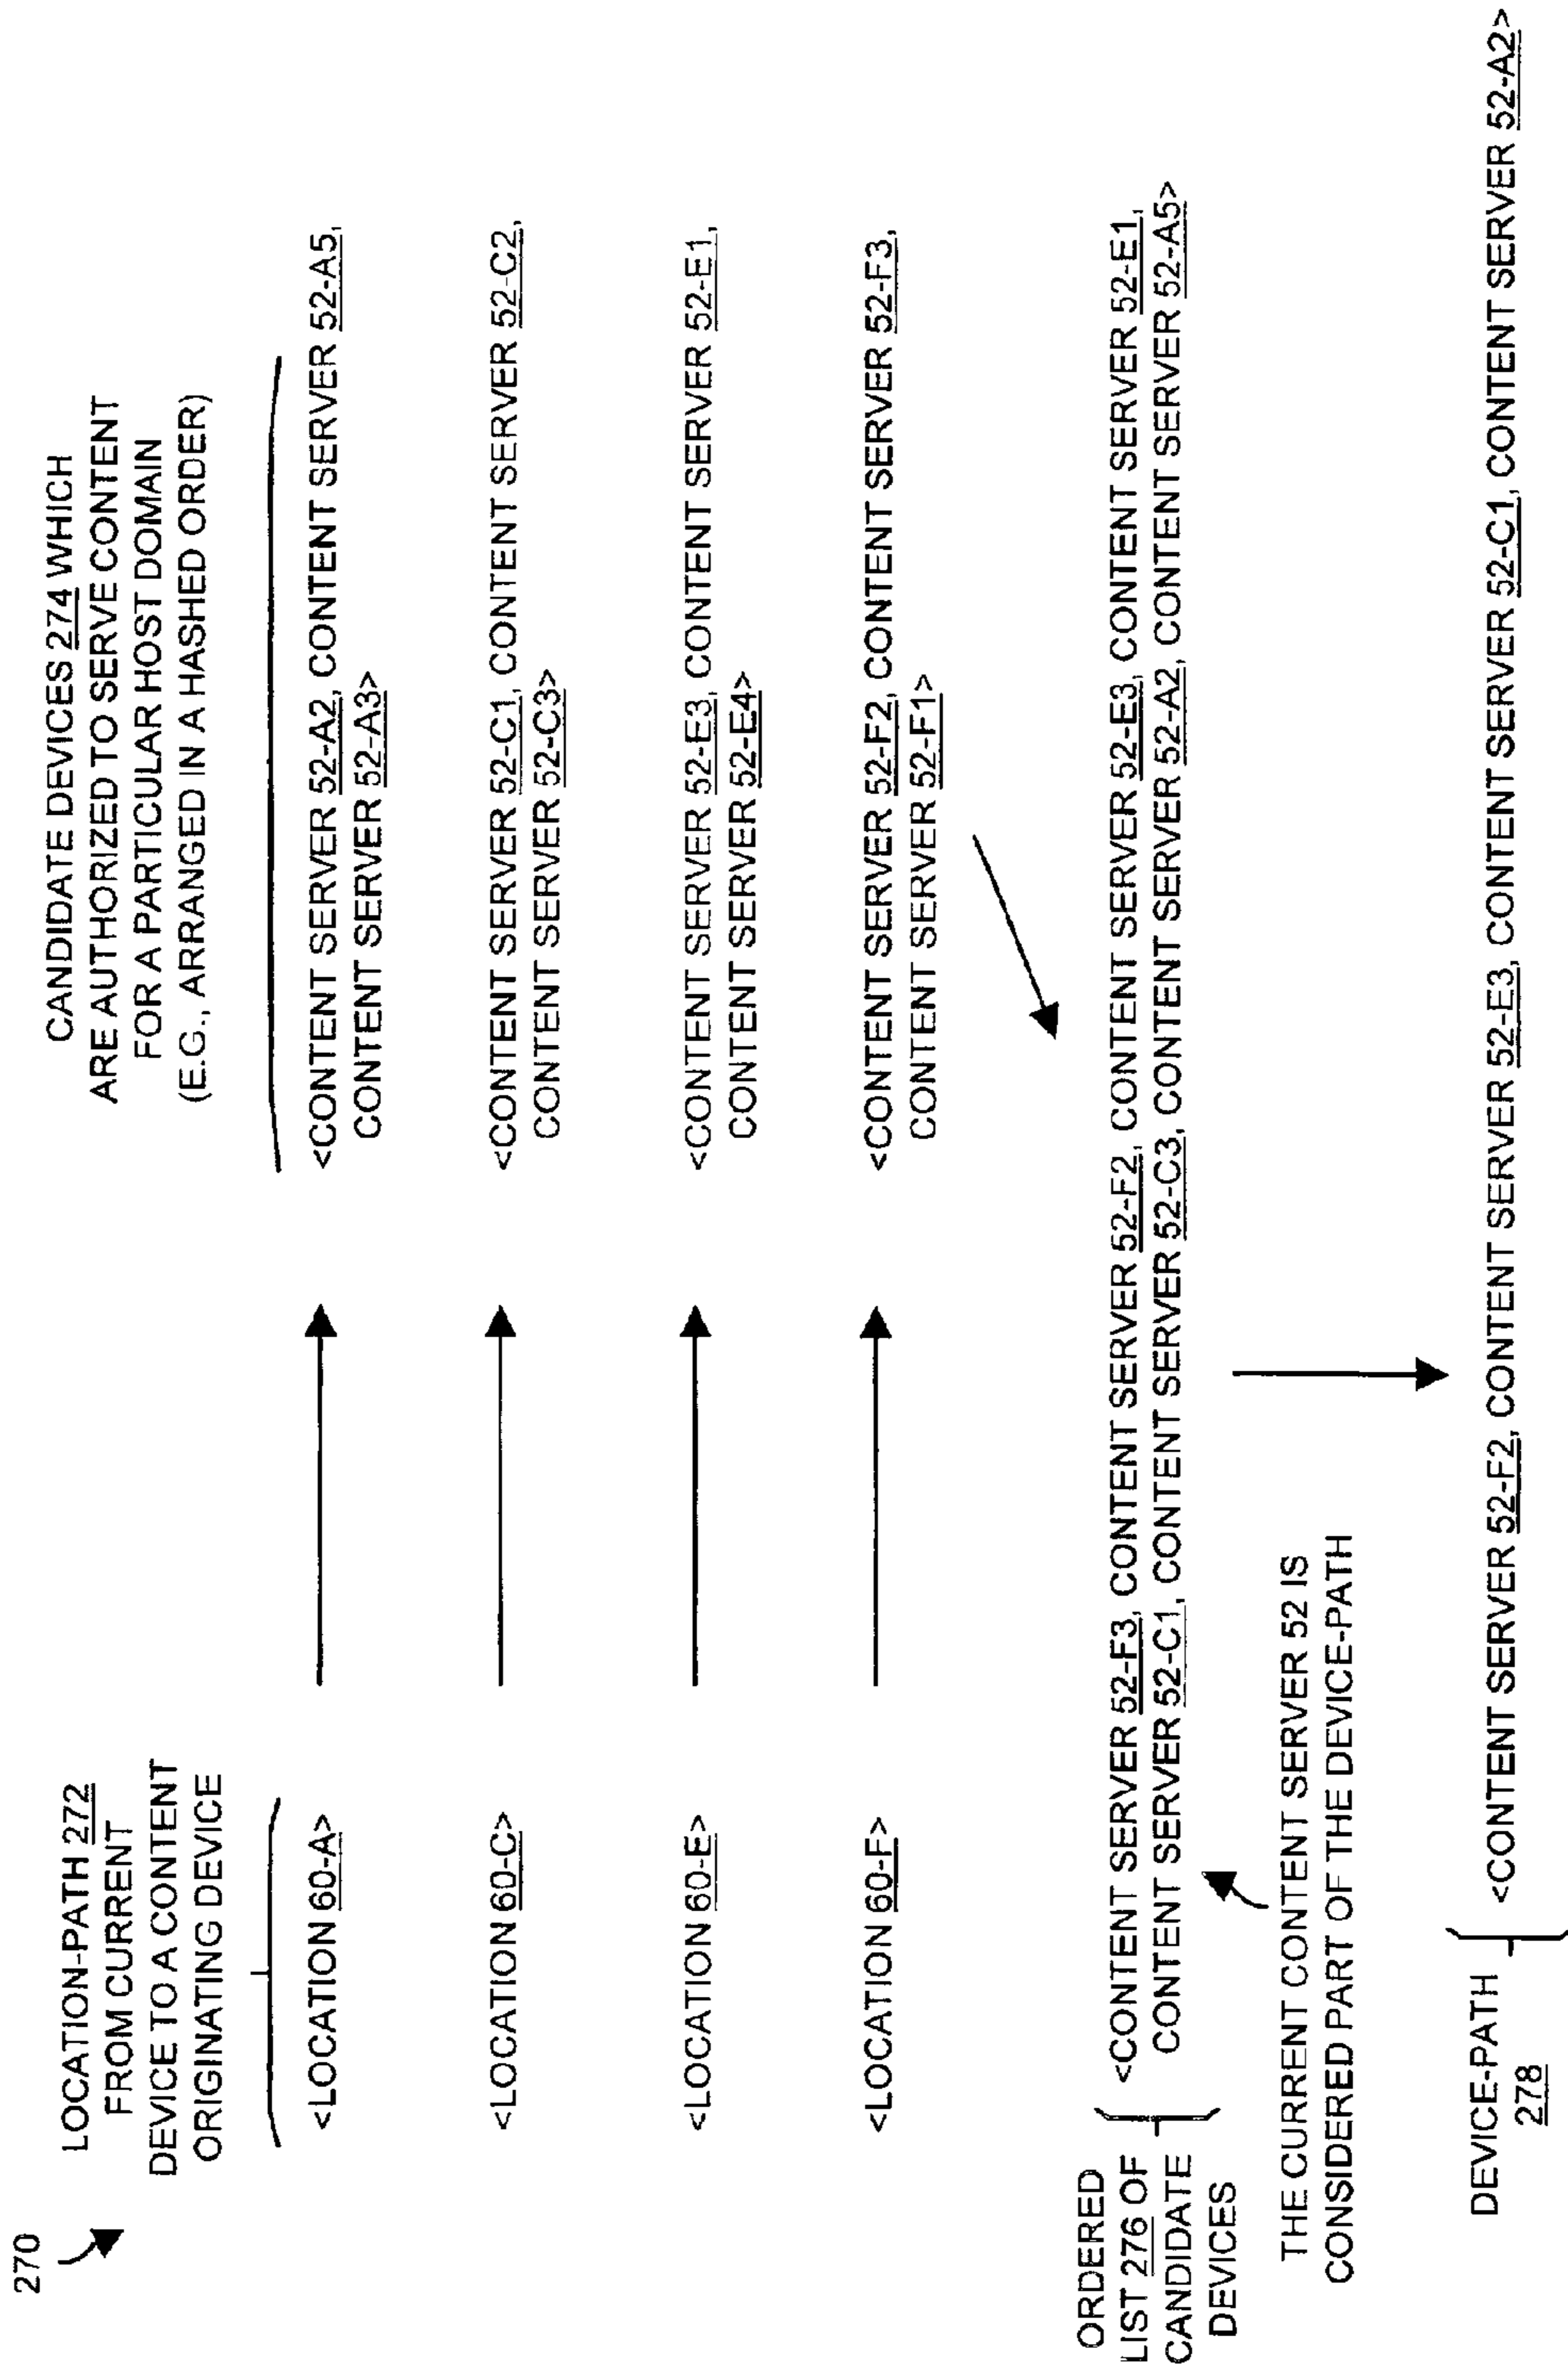 270
LOCATION-PATH 272
FROM CURRENT
DEVICE TO A CONTENT
ORIGINATING DEVICE
CANDIDATE DEVICES 274 WHICH
ARE AUTHORIZED TO SERVE CONTENT
FOR A PARTICULAR HOST DOMAIN
(E.G., ARRANGED IN A HASHED ORDER)
<LOCATION 60-A>
<CONTENT SERVER 52-A2, CONTENT SERVER 52-A5,
CONTENT SERVER 52-A3>
<LOCATION 60-C>
<CONTENT SERVER 52-C1, CONTENT SERVER 52-C2,
CONTENT SERVER 52-C3>
<LOCATION 60-E>
<CONTENT SERVER 52-E3, CONTENT SERVER 52-E1,
CONTENT SERVER 52-E4>
<LOCATION 60-F>
<CONTENT SERVER 52-F2, CONTENT SERVER 52-F3,
CONTENT SERVER 52-F1>
ORDERED
LIST 276 OF
CANDIDATE
DEVICES
<CONTENT SERVER 52-F3, CONTENT SERVER 52-F2, CONTENT SERVER 52-E3, CONTENT SERVER 52-E1,
CONTENT SERVER 52-C1, CONTENT SERVER 52-C3, CONTENT SERVER 52-A2, CONTENT SERVER 52-A5>
THE CURRENT CONTENT SERVER 52 IS
CONSIDERED PART OF THE DEVICE-PATH
DEVICE-PATH
278
<CONTENT SERVER 52-F2, CONTENT SERVER 52-E3, CONTENT SERVER 52-C1, CONTENT SERVER 52-A2>